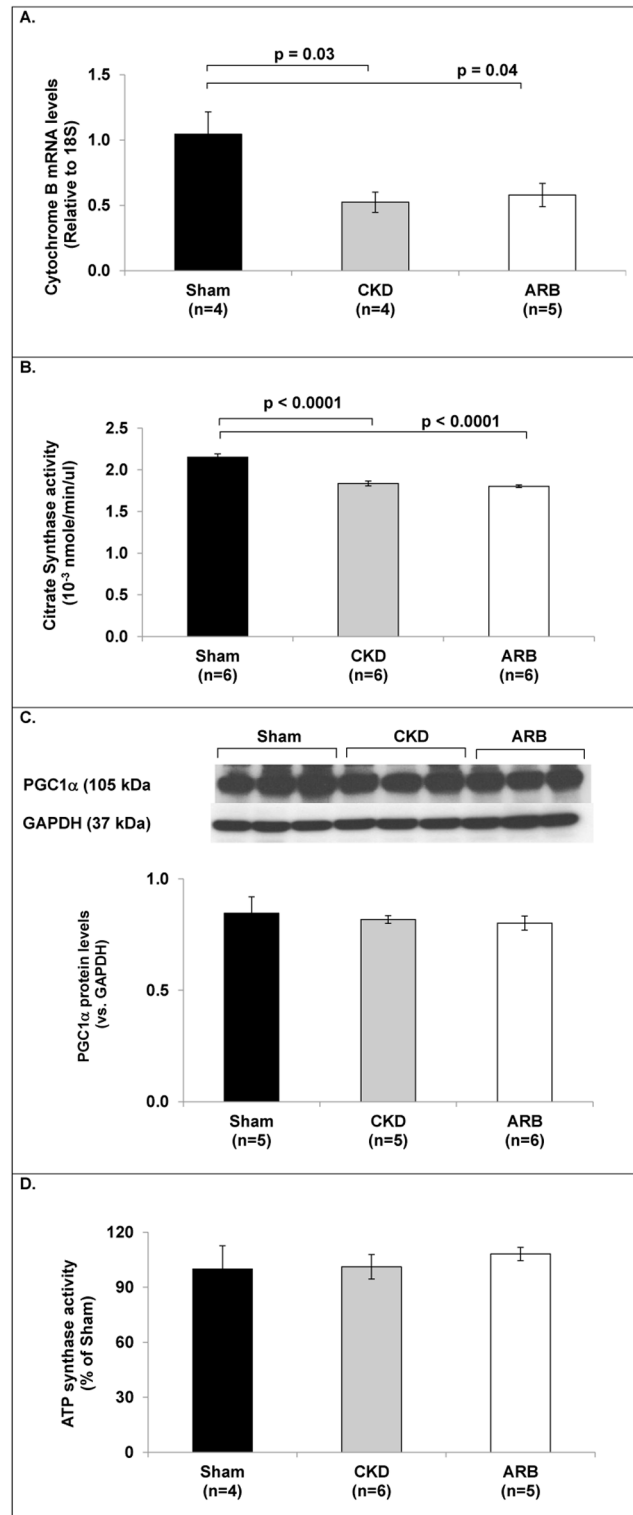 A.
p = 0.03
p = 0.04
Cytochrome B mRNA levels
(Relative to 18S)
1.5
1.0
0.5
0.0
Sham
(n=4)
CKD
(n=4)
ARB
(n=5)
B.
p < 0.0001
p < 0.0001
Citrate Synthase activity
(10⁻³ nmole/min/ul)
2.5
2.0
1.5
1.0
0.5
0.0
Sham
(n=6)
CKD
(n=6)
ARB
(n=6)
C.
Sham
CKD
ARB
PGC1α (105 kDa
GAPDH (37 kDa)
PGC1α protein levels
(vs. GAPDH)
1.0
0.5
0.0
Sham
(n=5)
CKD
(n=5)
ARB
(n=6)
D.
ATP synthase activity
(% of Sham)
120
90
60
30
0
Sham
(n=4)
CKD
(n=6)
ARB
(n=5)